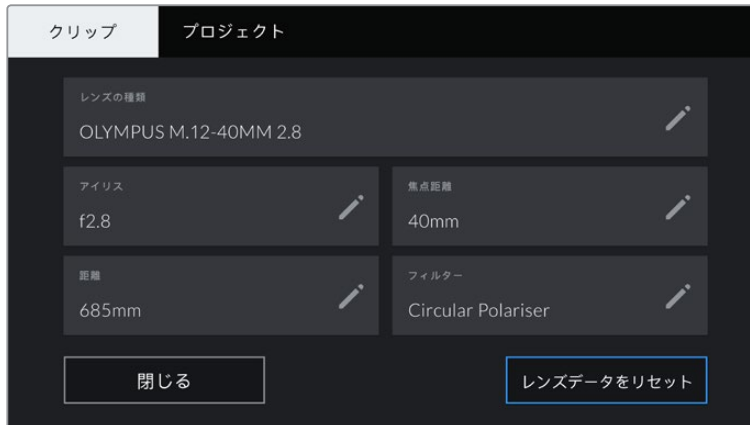 クリップ
プロジェクト
レンズの種類
OLYMPUS M.12-40MM 2.8
アイリス
f2.8
焦点距離
40mm
距離
685mm
フィルター
Circular Polariser
閉じる
レンズデータをリセット